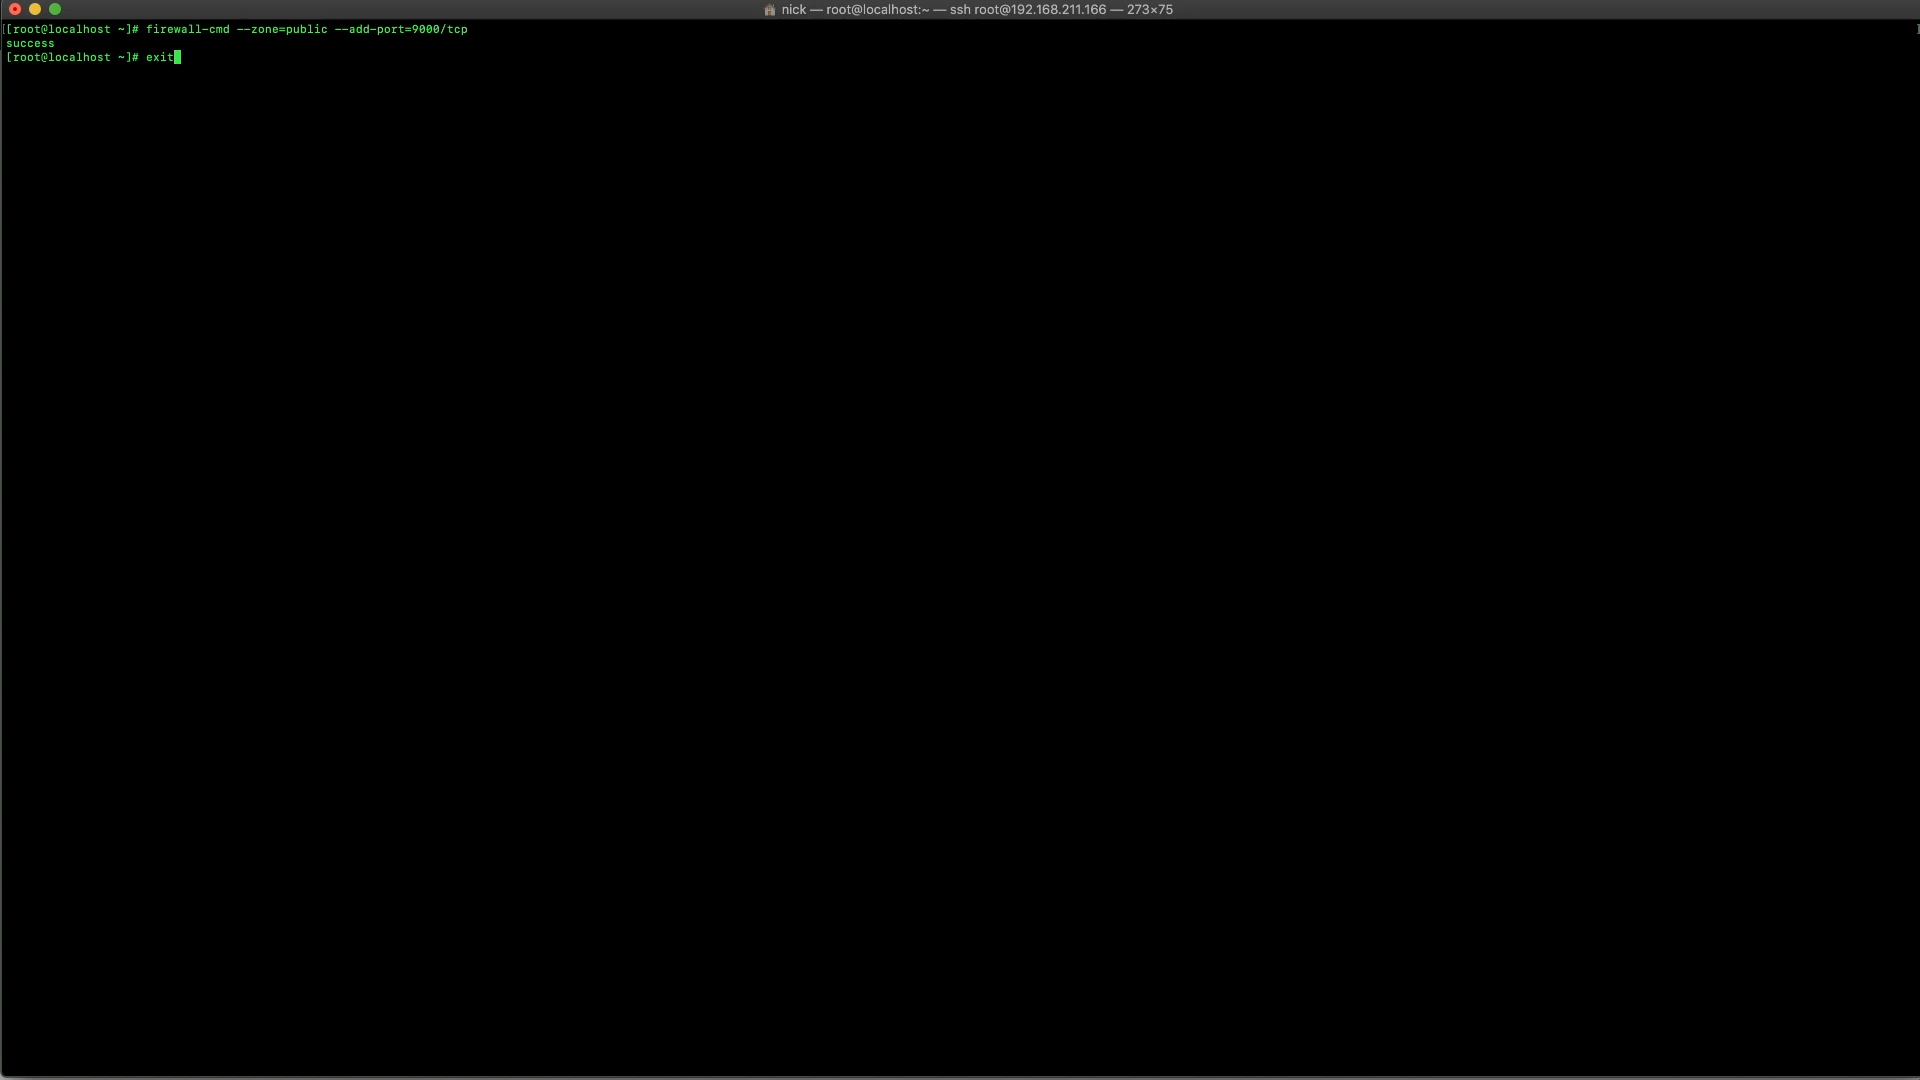 nick — root@localhost:~ — ssh root@192.168.211.166 — 273×75
[[root@localhost ~]# firewall-cmd --zone=public --add-port=9000/tcp
success
[root@localhost ~]# exit